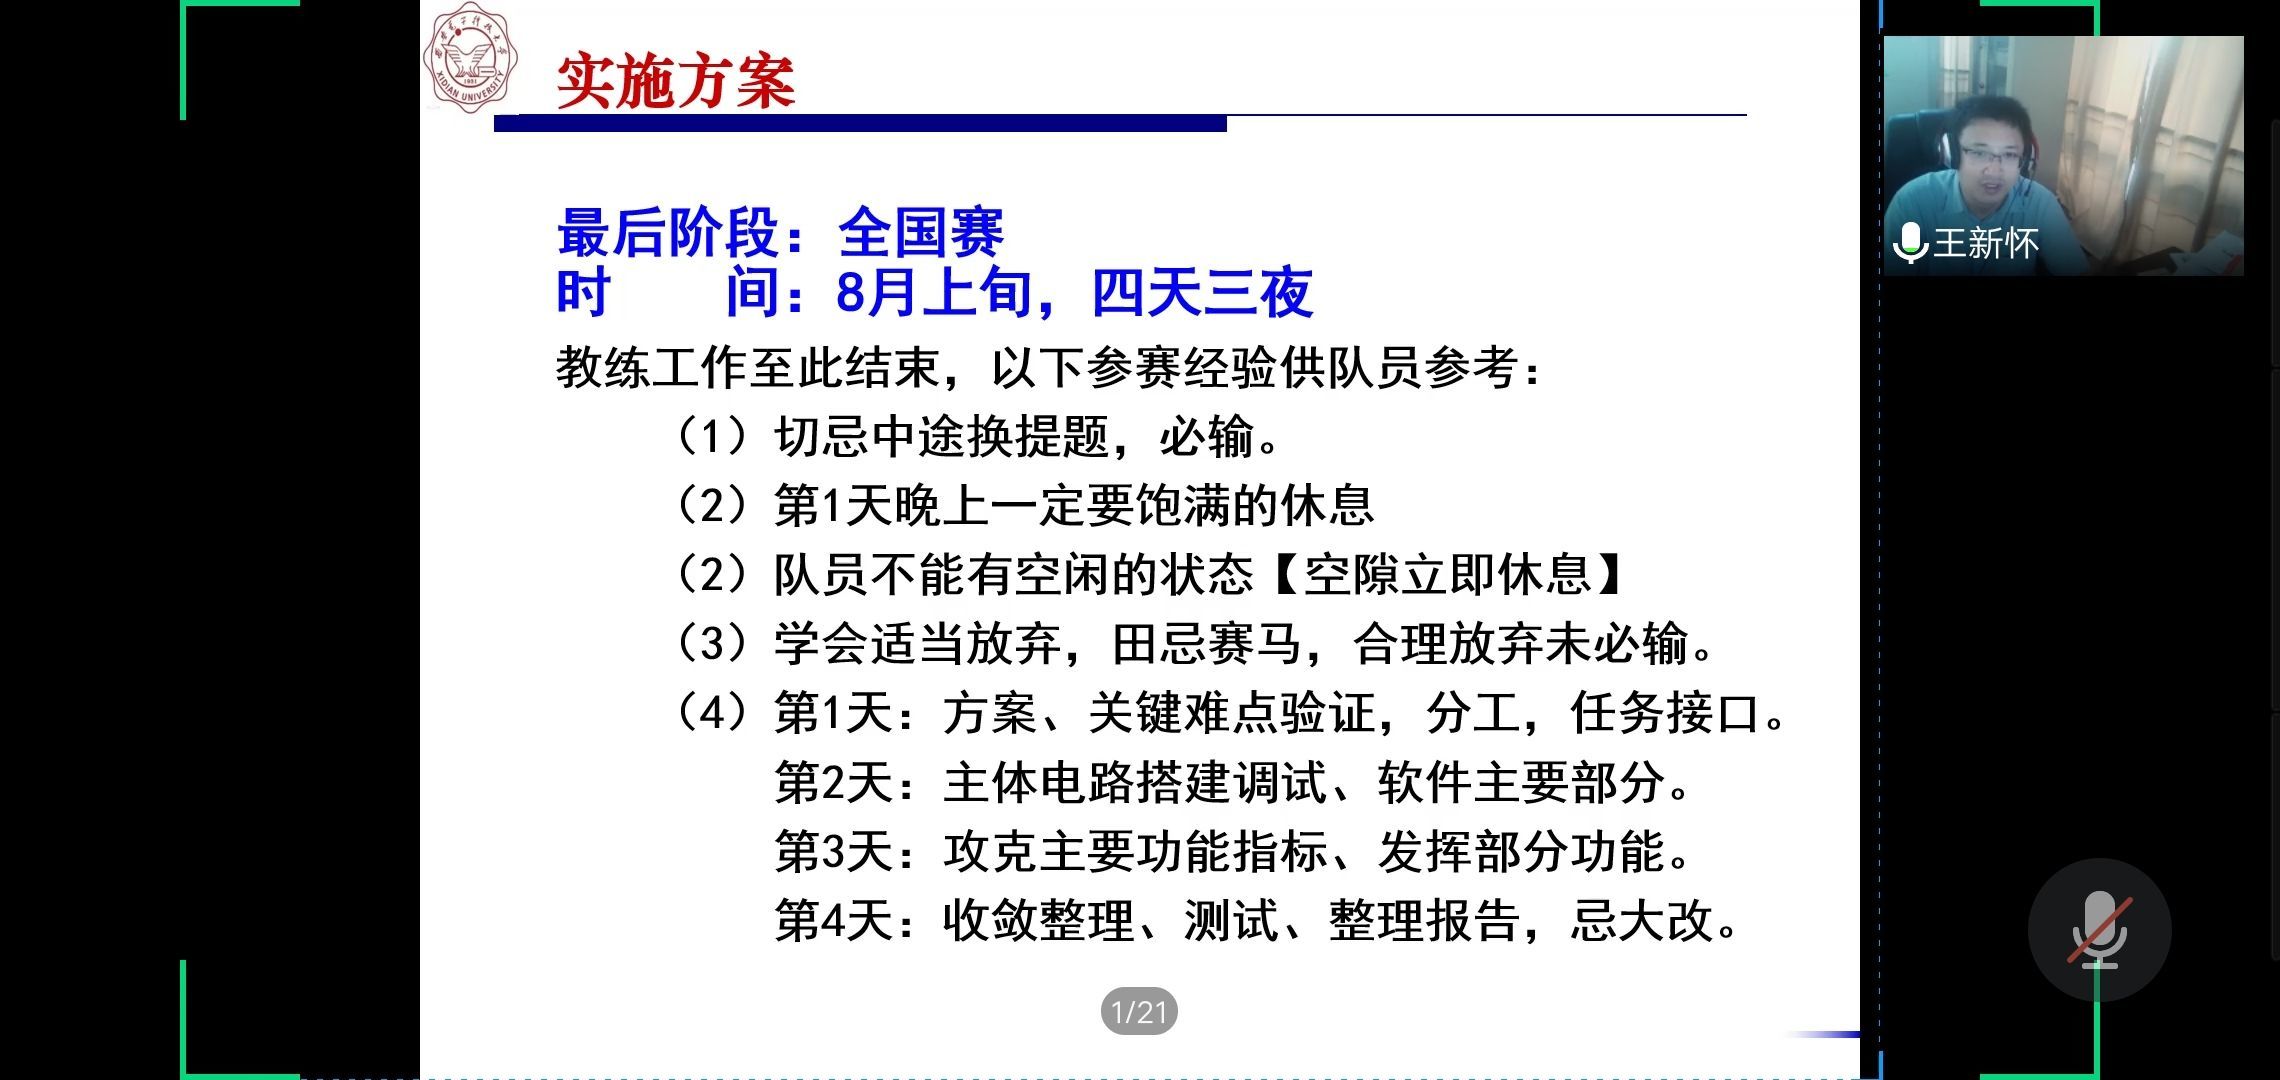 实施方案
XIDIAN UNIVERSITY
1931
最后阶段：全国赛
时　　间：8月上旬，四天三夜
教练工作至此结束，以下参赛经验供队员参考：
（1）切忌中途换提题，必输。
（2）第1天晚上一定要饱满的休息
（2）队员不能有空闲的状态【空隙立即休息】
（3）学会适当放弃，田忌赛马，合理放弃未必输。
（4）第1天：方案、关键难点验证，分工，任务接口。
第2天：主体电路搭建调试、软件主要部分。
第3天：攻克主要功能指标、发挥部分功能。
第4天：收敛整理、测试、整理报告，忌大改。
1/21
王新怀